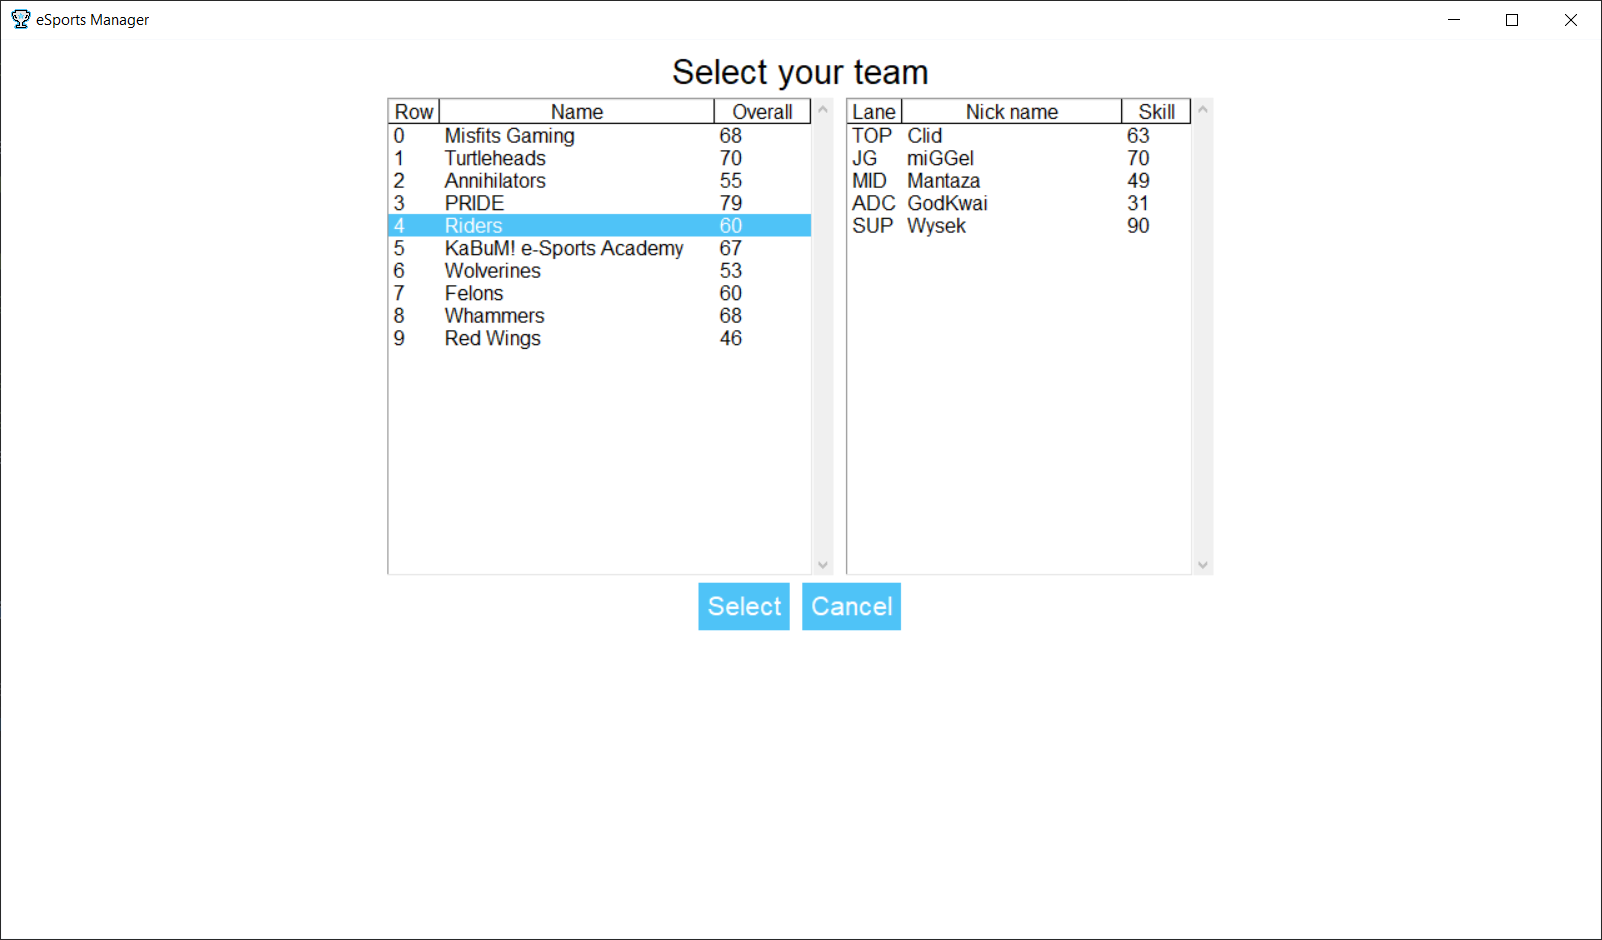 eSports Manager
Select your team
Row Name Overall
0 Misfits Gaming 68
1 Turtleheads 70
2 Annihilators 55
3 PRIDE 79
4 Riders 60
5 KaBuM! e-Sports Academy 67
6 Wolverines 53
7 Felons 60
8 Whammers 68
9 Red Wings 46
Lane Nick name Skill
TOP Clid 63
JG miGGel 70
MID Mantaza 49
ADC GodKwai 31
SUP Wysek 90
Select Cancel